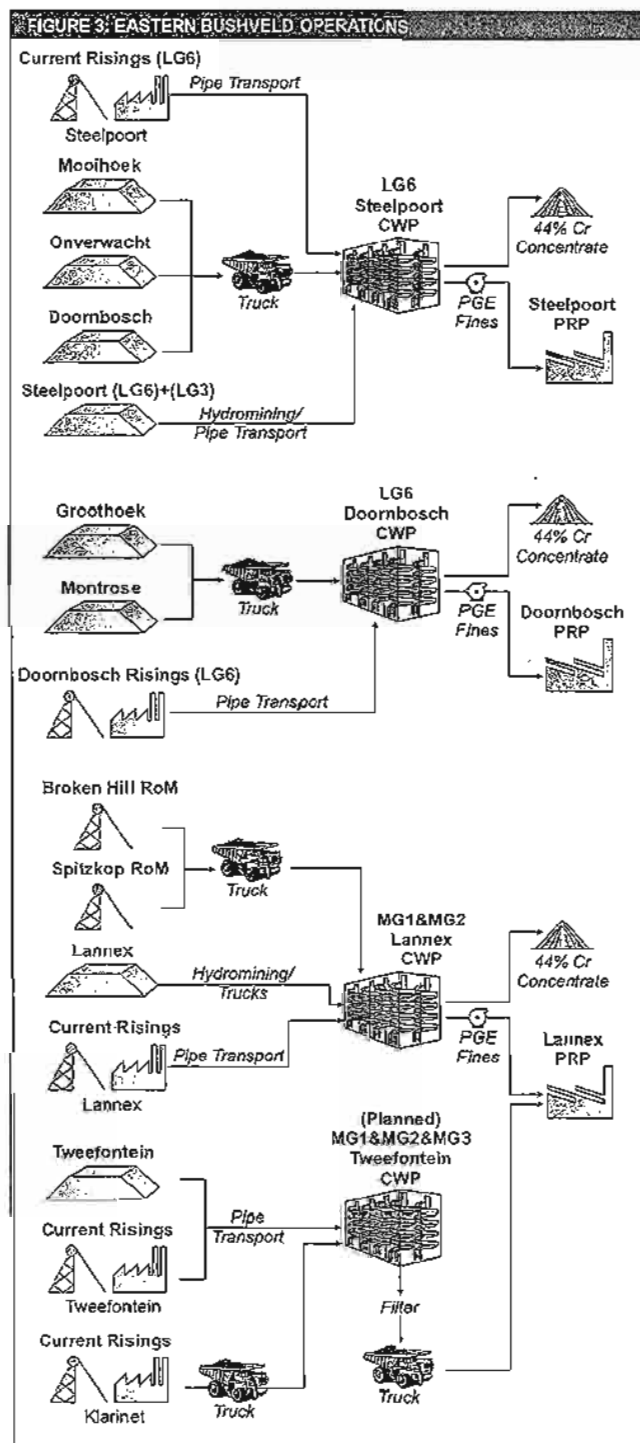 FIGURE 3: EASTERN BUSHVELD OPERATIONS
Current Risings (LG6)
Pipe Transport
Steelpoort
Mooihoek
LG6
Steelpoort
CWP
44% Cr
Concentrate
Onverwacht
Truck
PGE
Fines
Steelpoort
PRP
Doornbosch
Steelpoort (LG6)+(LG3)
Hydromining/
Pipe Transport
Groothoek
LG6
Doornbosch
CWP
44% Cr
Concentrate
Montrose
Truck
PGE
Fines
Doornbosch
PRP
Doornbosch Risings (LG6)
Pipe Transport
Broken Hill RoM
Spitzkop RoM
Truck
MG1&MG2
Lannex
CWP
44% Cr
Concentrate
Lannex
Hydromining/
Trucks
PGE
Fines
Lannex
PRP
Current Risings
Pipe Transport
Lannex
(Planned)
MG1&MG2&MG3
Tweefontein
CWP
Tweefontein
Pipe
Transport
Current Risings
Tweefontein
Filter
Current Risings
Truck
Truck
Klarinet